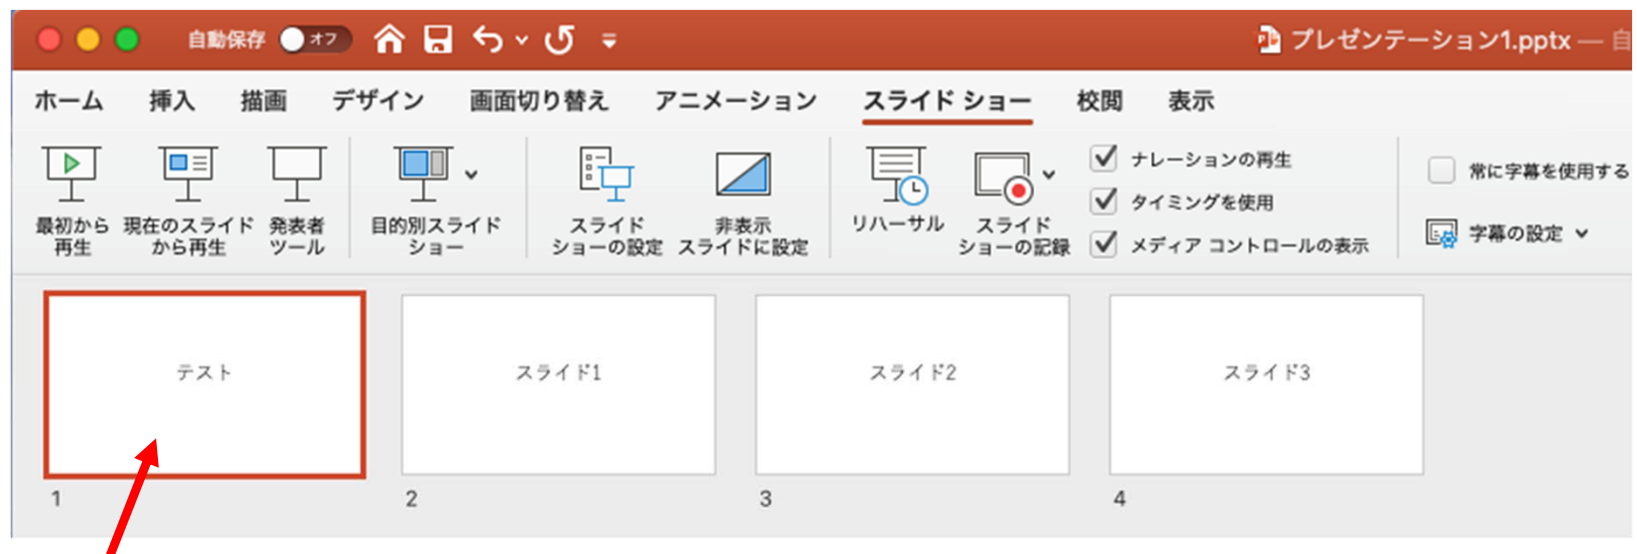 自動保存 オフ
プレゼンテーション1.pptx — 自
ホーム 挿入 描画 デザイン 画面切り替え アニメーション スライド ショー 校閲 表示
最初から
再生
現在のスライド
から再生
発表者
ツール
目的別スライド
ショー
スライド
ショーの設定
非表示
スライドに設定
リハーサル
スライド
ショーの記録
ナレーションの再生
タイミングを使用
メディア コントロールの表示
常に字幕を使用する
字幕の設定
テスト
スライド1
スライド2
スライド3
1
2
3
4